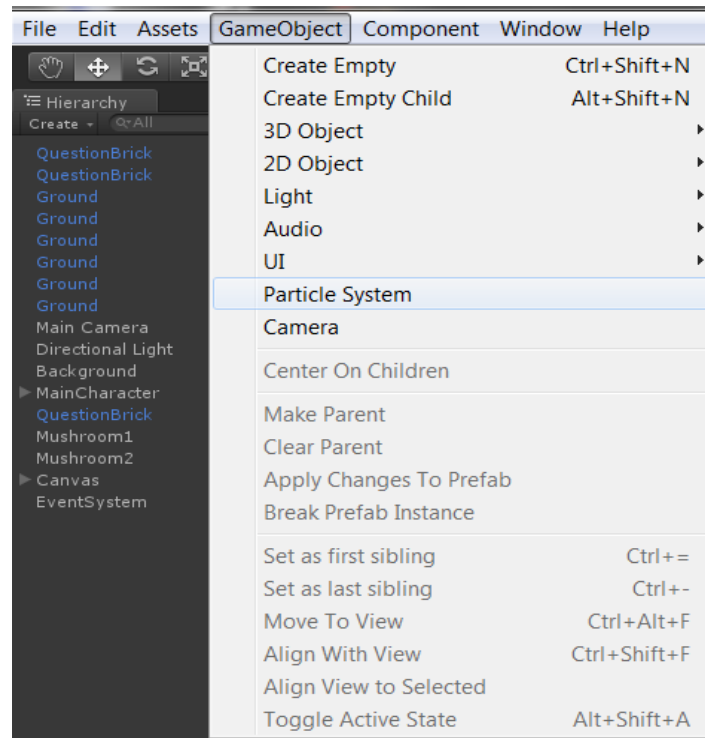 File Edit Assets GameObject Component Window Help
Hierarchy
Create All
QuestionBrick
QuestionBrick
Ground
Ground
Ground
Ground
Ground
Ground
Main Camera
Directional Light
Background
MainCharacter
QuestionBrick
Mushroom1
Mushroom2
Canvas
EventSystem
Create Empty Ctrl+Shift+N
Create Empty Child Alt+Shift+N
3D Object
2D Object
Light
Audio
UI
Particle System
Camera
Center On Children
Make Parent
Clear Parent
Apply Changes To Prefab
Break Prefab Instance
Set as first sibling Ctrl+=
Set as last sibling Ctrl+-
Move To View Ctrl+Alt+F
Align With View Ctrl+Shift+F
Align View to Selected
Toggle Active State Alt+Shift+A